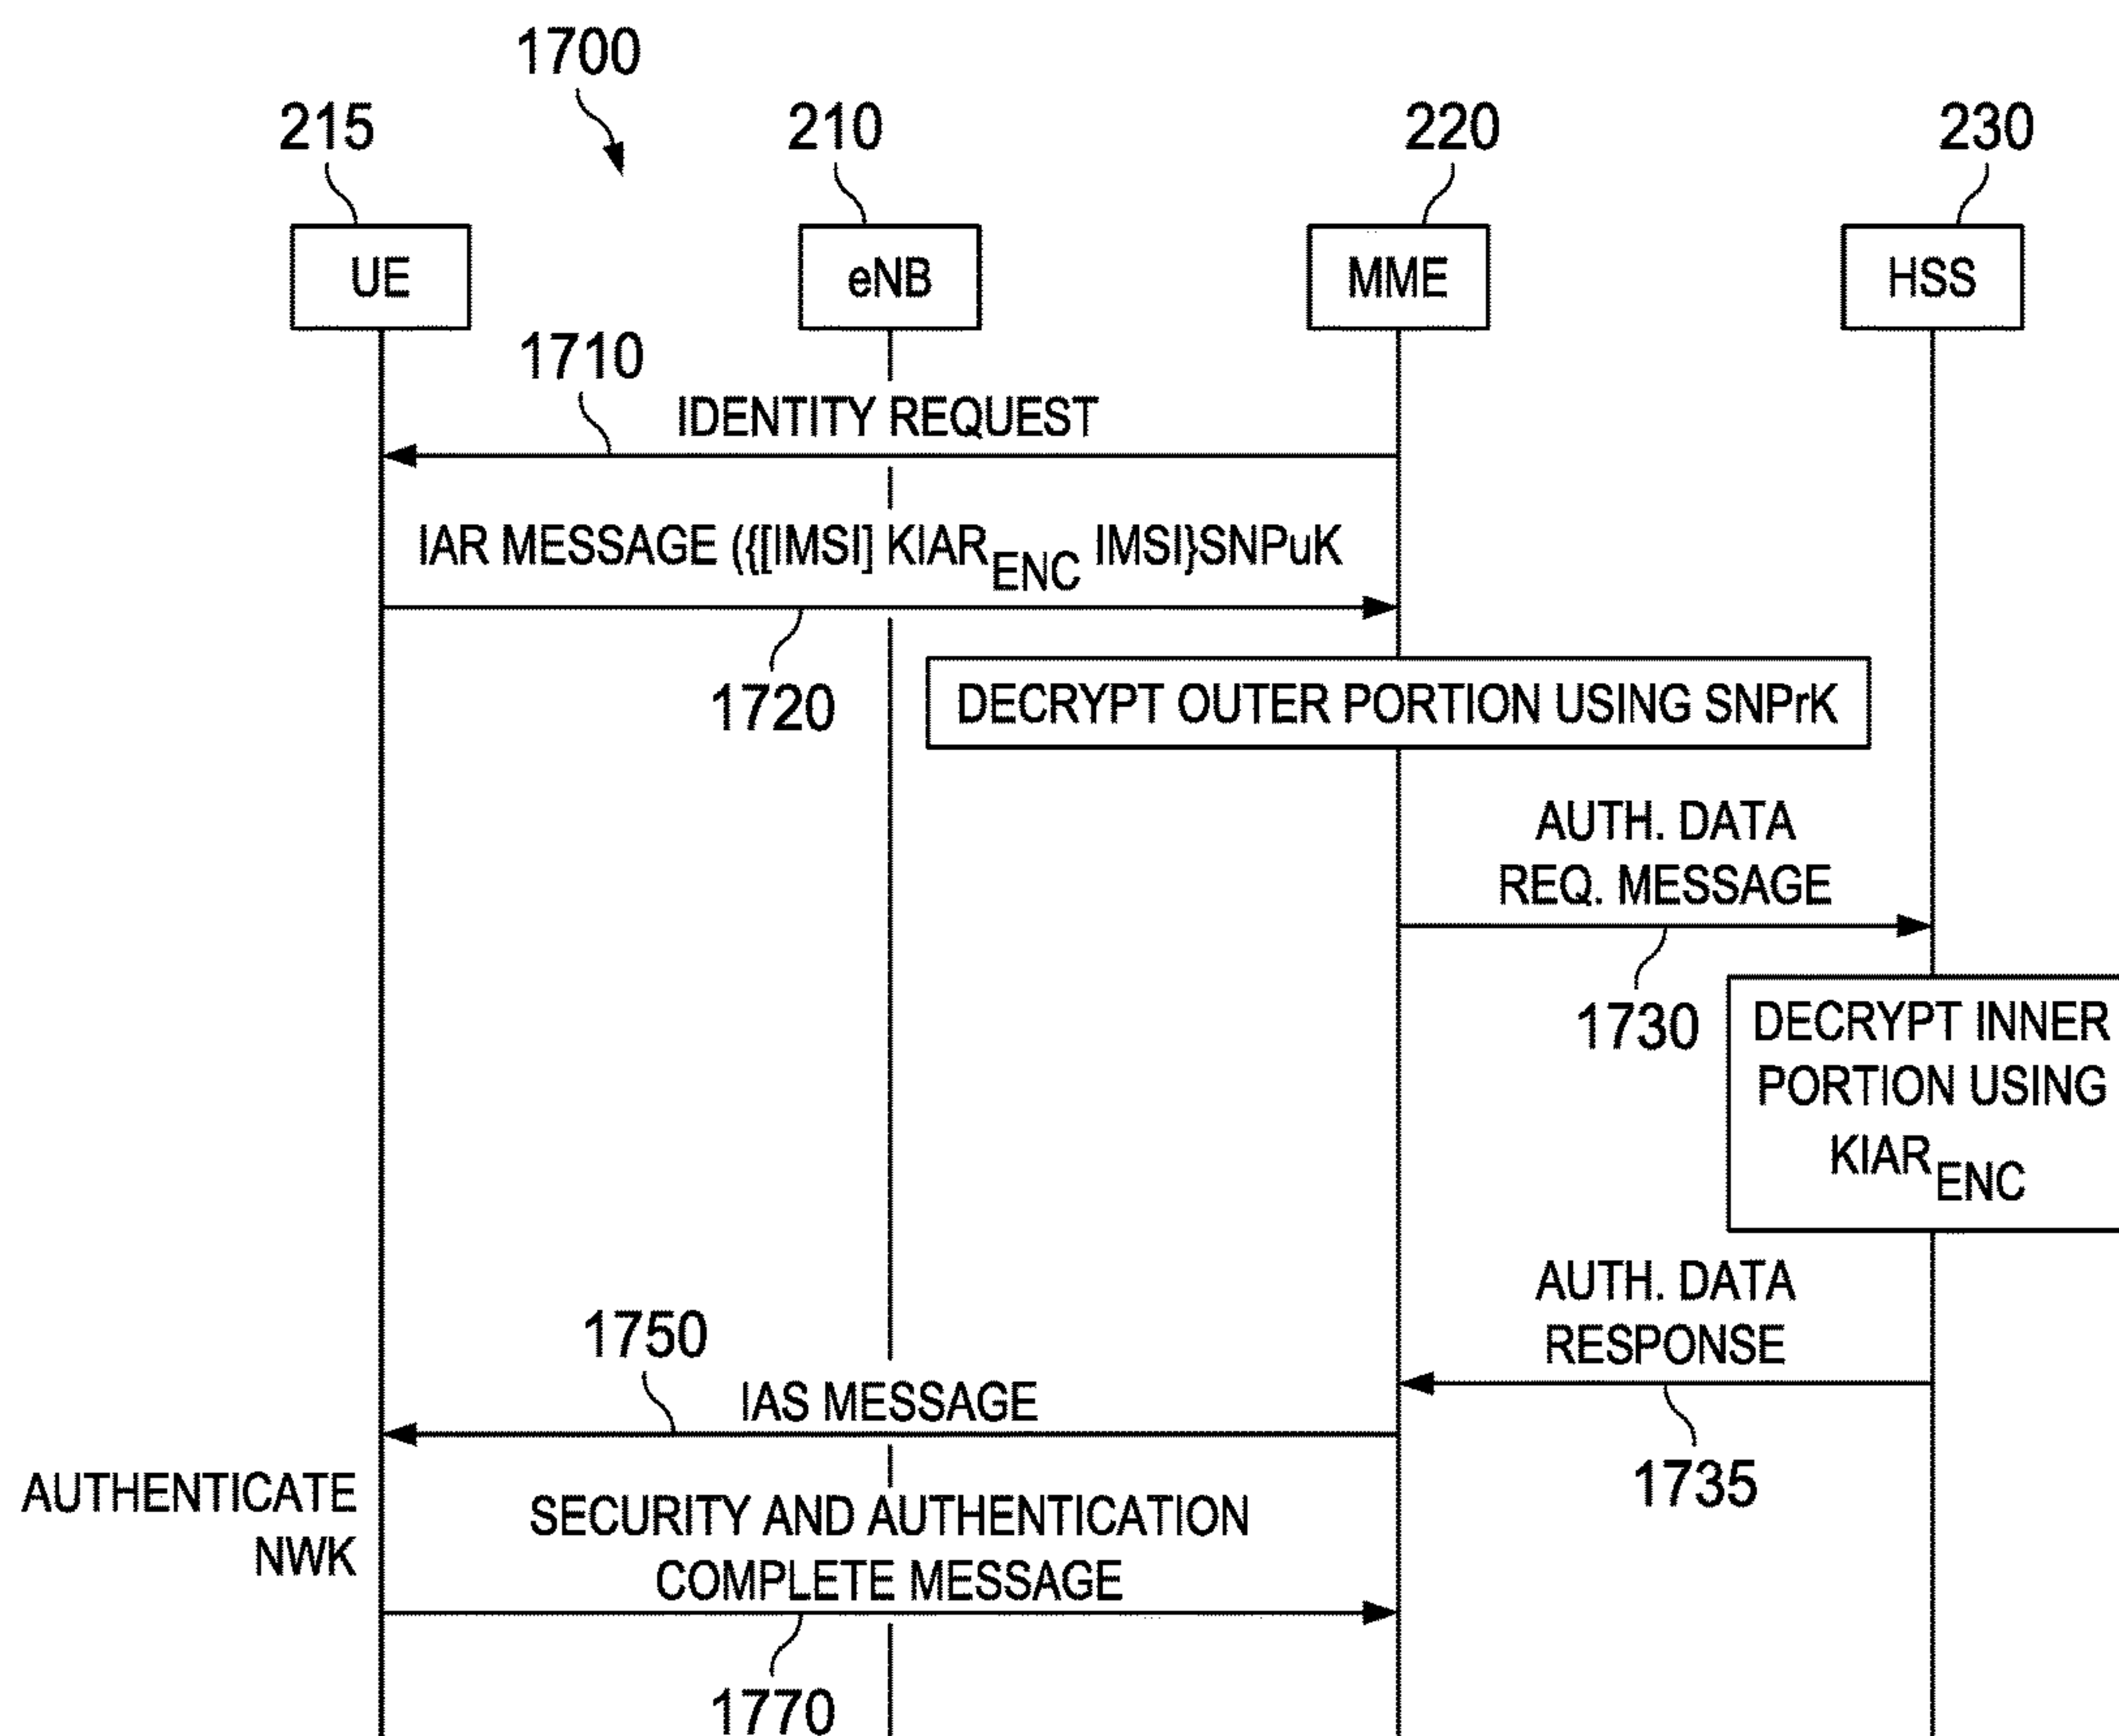 1700
215
210
220
230
UE
eNB
MME
HSS
1710
IDENTITY REQUEST
IAR MESSAGE ({[IMSI] KIAR_ENC IMSI}SNPuK
1720
DECRYPT OUTER PORTION USING SNPrK
AUTH. DATA
REQ. MESSAGE
1730
DECRYPT INNER
PORTION USING
KIAR_ENC
AUTH. DATA
RESPONSE
1735
1750
IAS MESSAGE
AUTHENTICATE
NWK
SECURITY AND AUTHENTICATION
COMPLETE MESSAGE
1770